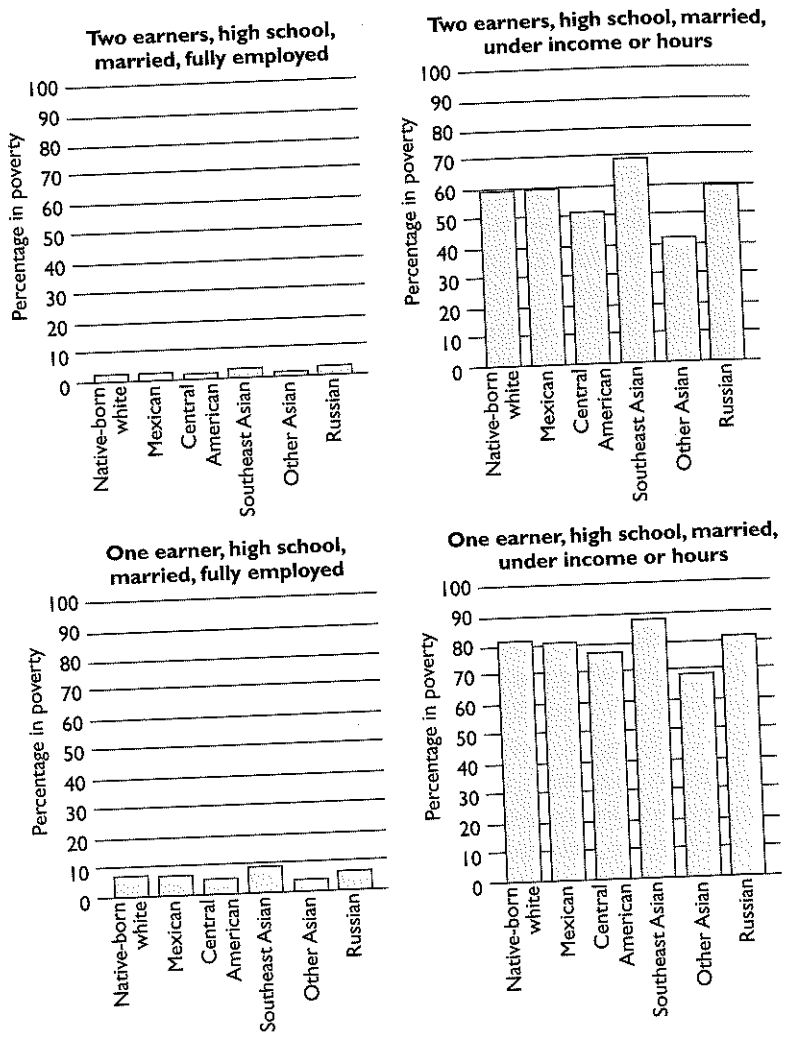 Two earners, high school,
married, fully employed
Percentage in poverty
100
90
80
70
60
50
40
30
20
10
0
Native-born
white
Mexican
Central
American
Southeast Asian
Other Asian
Russian
Two earners, high school, married,
under income or hours
Percentage in poverty
100
90
80
70
60
50
40
30
20
10
0
Native-born
white
Mexican
Central
American
Southeast Asian
Other Asian
Russian
One earner, high school,
married, fully employed
Percentage in poverty
100
90
80
70
60
50
40
30
20
10
0
Native-born
white
Mexican
Central
American
Southeast Asian
Other Asian
Russian
One earner, high school, married,
under income or hours
Percentage in poverty
100
90
80
70
60
50
40
30
20
10
0
Native-born
white
Mexican
Central
American
Southeast Asian
Other Asian
Russian